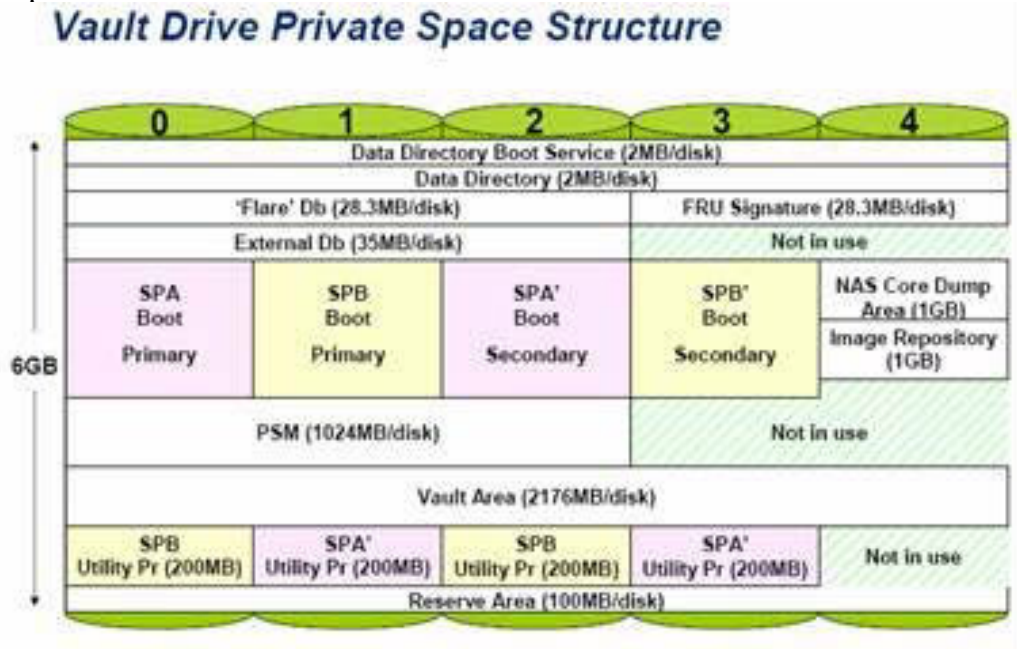 Vault Drive Private Space Structure
0 1 2 3 4
Data Directory Boot Service (2MB/disk)
Data Directory (2MB/disk)
'Flare' Db (28.3MB/disk)
FRU Signature (28.3MB/disk)
External Db (35MB/disk)
Not in use
SPA
Boot
Primary
SPB
Boot
Primary
SPA'
Boot
Secondary
SPB'
Boot
Secondary
NAS Core Dump
Area (1GB)
Image Repository
(1GB)
6GB
PSM (1024MB/disk)
Not in use
Vault Area (2176MB/disk)
SPB
Utility Pr (200MB)
SPA'
Utility Pr (200MB)
SPB
Utility Pr (200MB)
SPA'
Utility Pr (200MB)
Not in use
Reserve Area (100MB/disk)